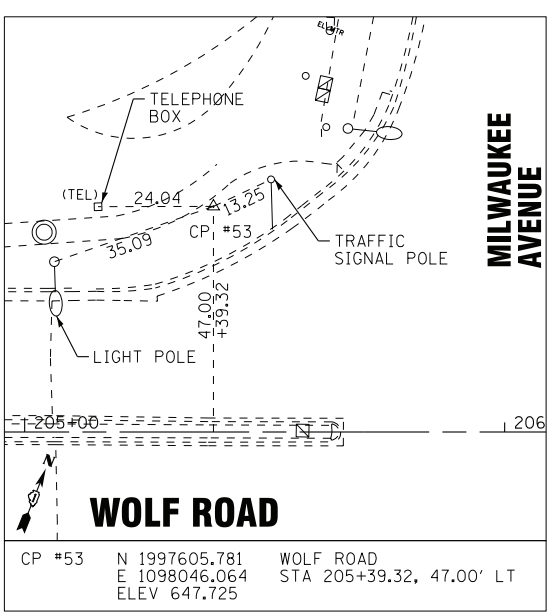 EL MTR
TELEPHONE
BOX
MILWAUKEE
AVENUE
(TEL)
24.04
13.25
CP #53
35.09
TRAFFIC
SIGNAL POLE
47.00
+39.32
LIGHT POLE
205+00
206
N
WOLF ROAD
CP #53 N 1997605.781 WOLF ROAD
E 1098046.064 STA 205+39.32, 47.00' LT
ELEV 647.725